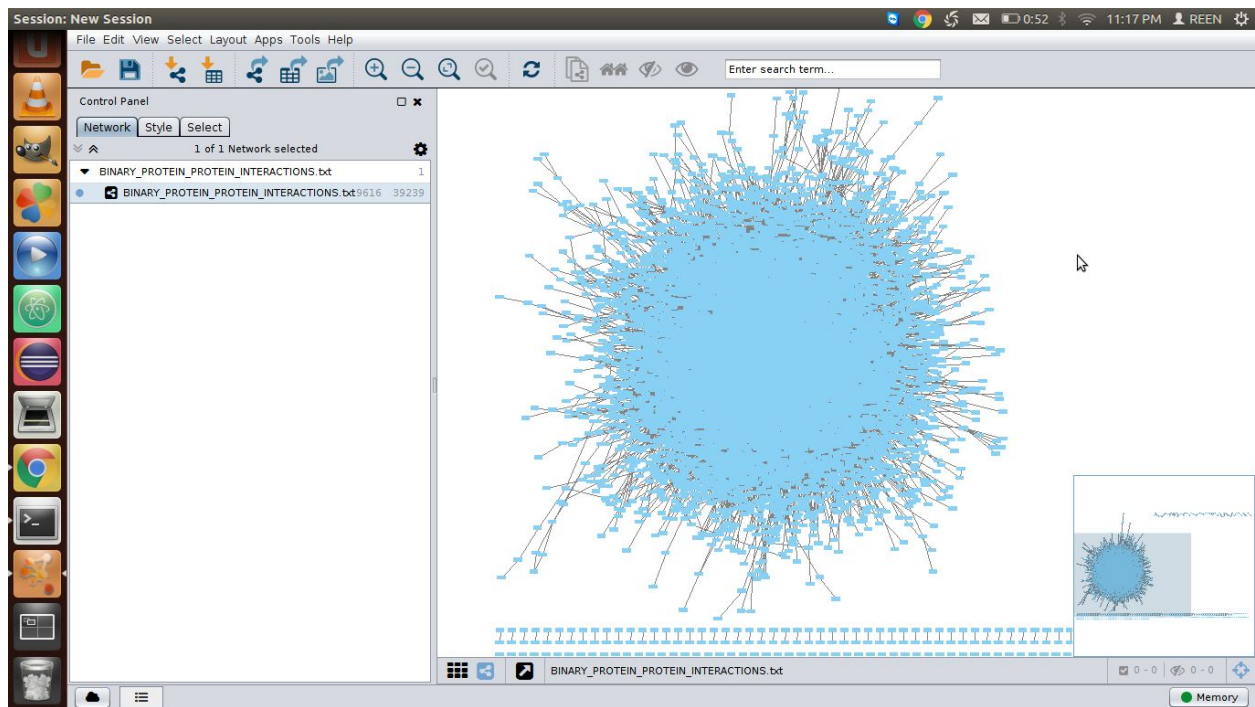 Session: New Session
0:52 11:17 PM REEN
File Edit View Select Layout Apps Tools Help
Enter search term...
Control Panel
Network Style Select
1 of 1 Network selected
BINARY_PROTEIN_PROTEIN_INTERACTIONS.txt 1
BINARY_PROTEIN_PROTEIN_INTERACTIONS.txt 9616 39239
BINARY_PROTEIN_PROTEIN_INTERACTIONS.txt
0 - 0 0 - 0
Memory